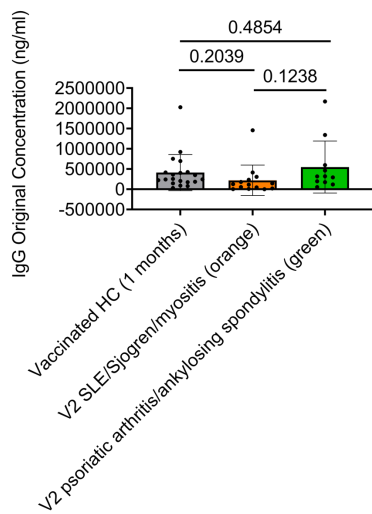 0.4854
0.2039
0.1238
IgG Original Concentration (ng/ml)
2500000
2000000
1500000
1000000
500000
0
-500000
Vaccinated HC (1 months)
V2 SLE/Sjogren/myositis (orange)
V2 psoriatic arthritis/ankylosing spondylitis (green)